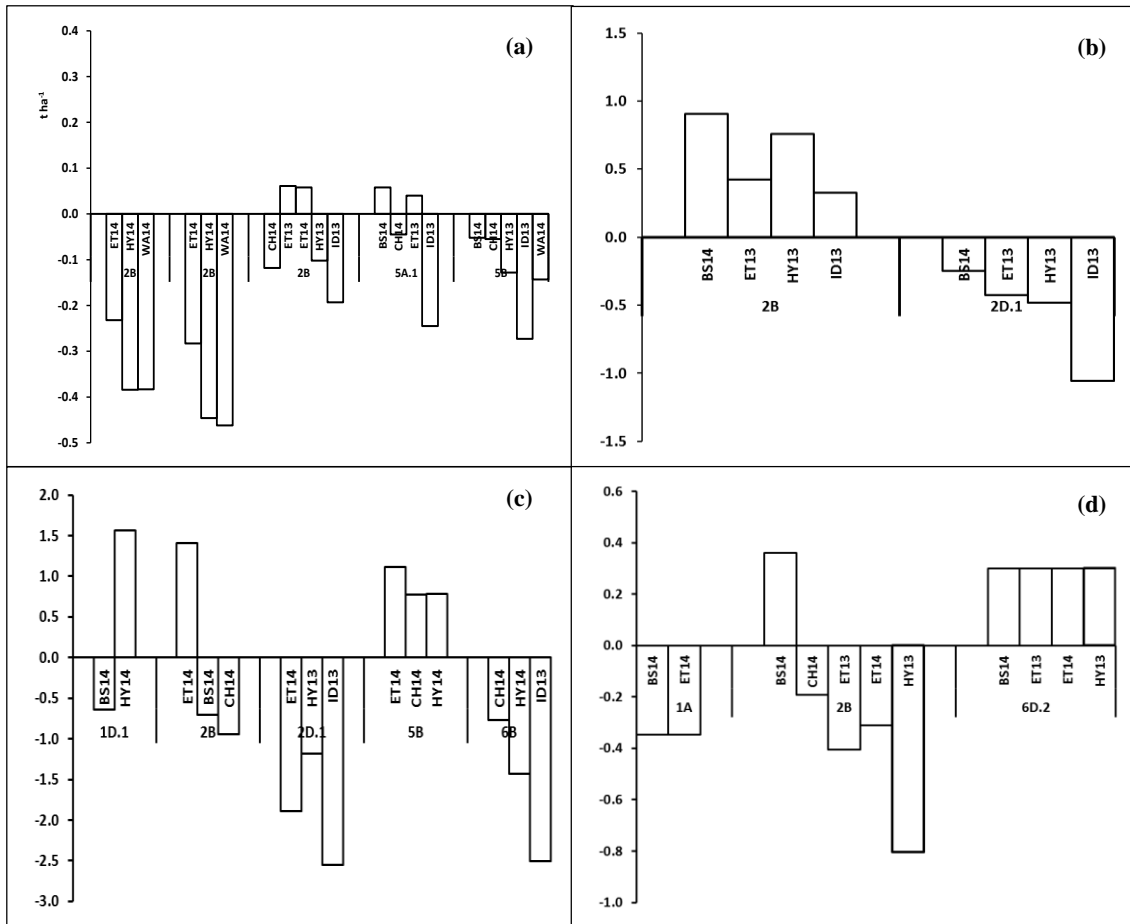 (a)
t ha-1
0.4
0.3
0.2
0.1
0.0
-0.1
-0.2
-0.3
-0.4
-0.5
ET14 HY14 WA14
2B
ET14 HY14 WA14
2B
CH14 ET13 ET14 HY13 ID13
2B
BS14 CH14 ET13 ID13
5A.1
BS14 CH14 HY13 ID13 WA14
5B
(b)
1.5
1.0
0.5
0.0
-0.5
-1.0
-1.5
BS14 ET13 HY13 ID13
2B
BS14 ET13 HY13 ID13
2D.1
(c)
2.0
1.5
1.0
0.5
0.0
-0.5
-1.0
-1.5
-2.0
-2.5
-3.0
BS14 HY14
1D.1
ET14 BS14 CH14
2B
ET14 HY13 ID13
2D.1
ET14 CH14 HY14
5B
CH14 HY14 ID13
6B
(d)
0.6
0.4
0.2
0.0
-0.2
-0.4
-0.6
-0.8
-1.0
BS14 ET14
1A
BS14 CH14 ET13 ET14 HY13
2B
BS14 ET13 ET14 HY13
6D.2